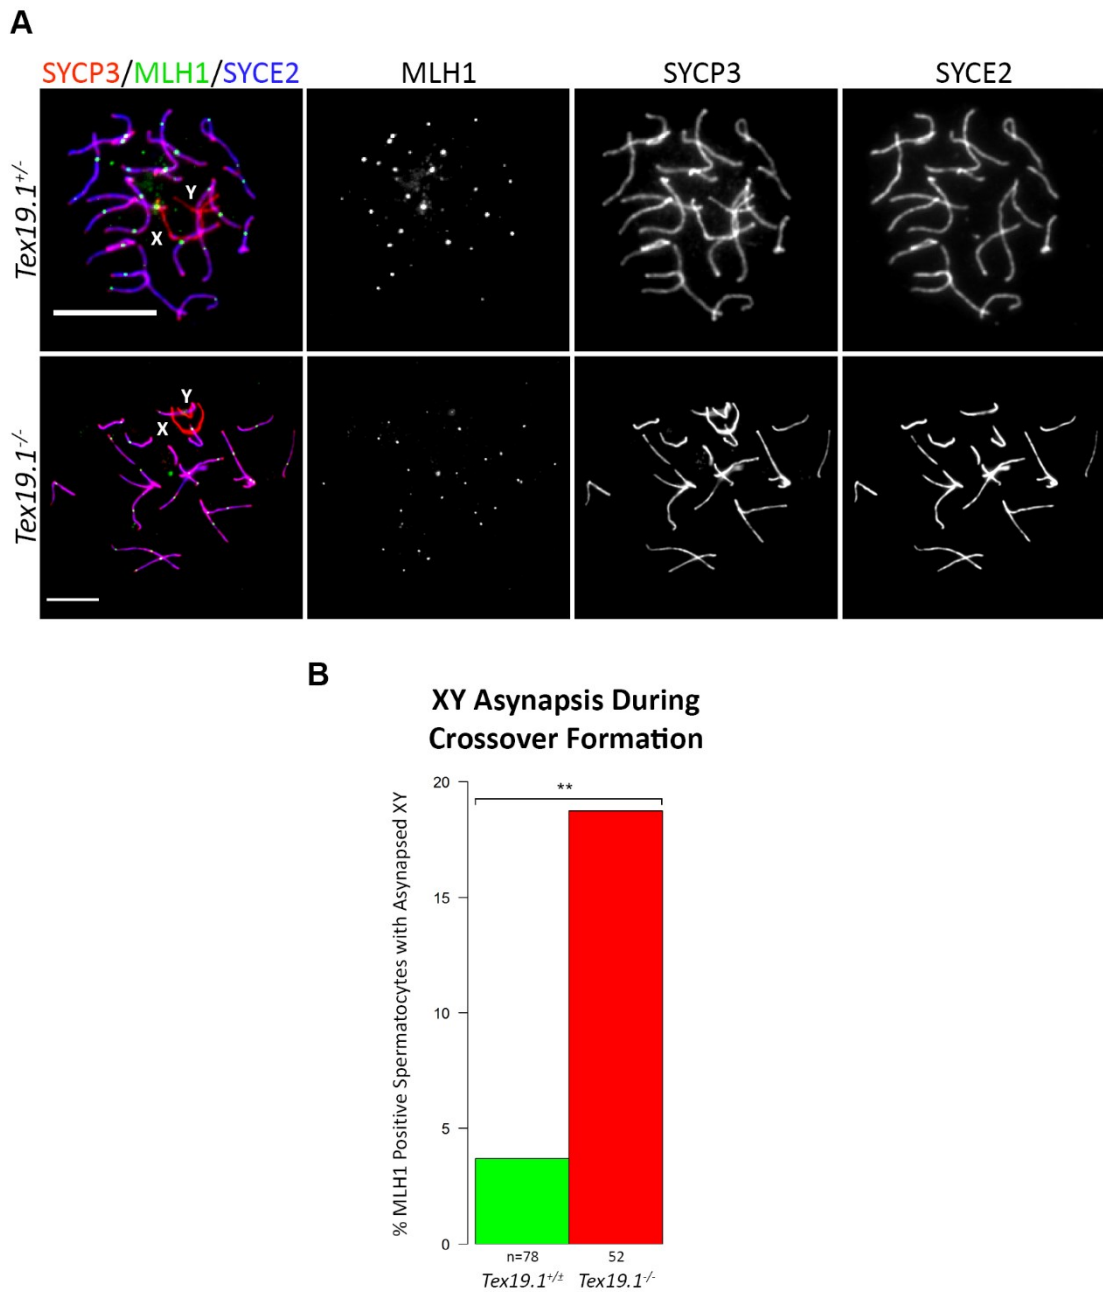 A
SYCP3/MLH1/SYCE2 MLH1 SYCP3 SYCE2
Tex19.1+/-
Y
X
Tex19.1-/-
Y
X
B
XY Asynapsis During
Crossover Formation
% MLH1 Positive Spermatocytes with Asynapsed XY
20
**
15
10
5
0
n=78 52
Tex19.1+/± Tex19.1-/-